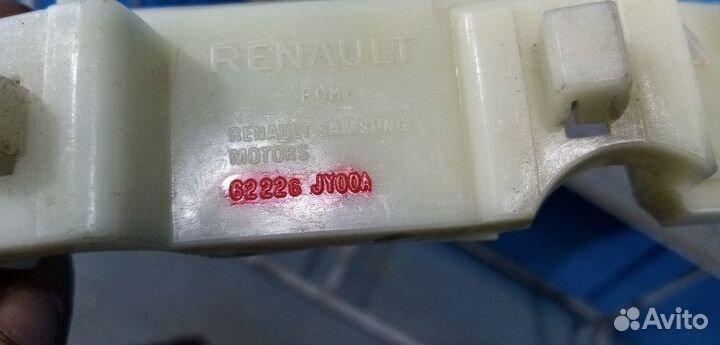 RENAULT
POM
RENAULT SAMSUNG
MOTORS
62226 JY00A
Avito